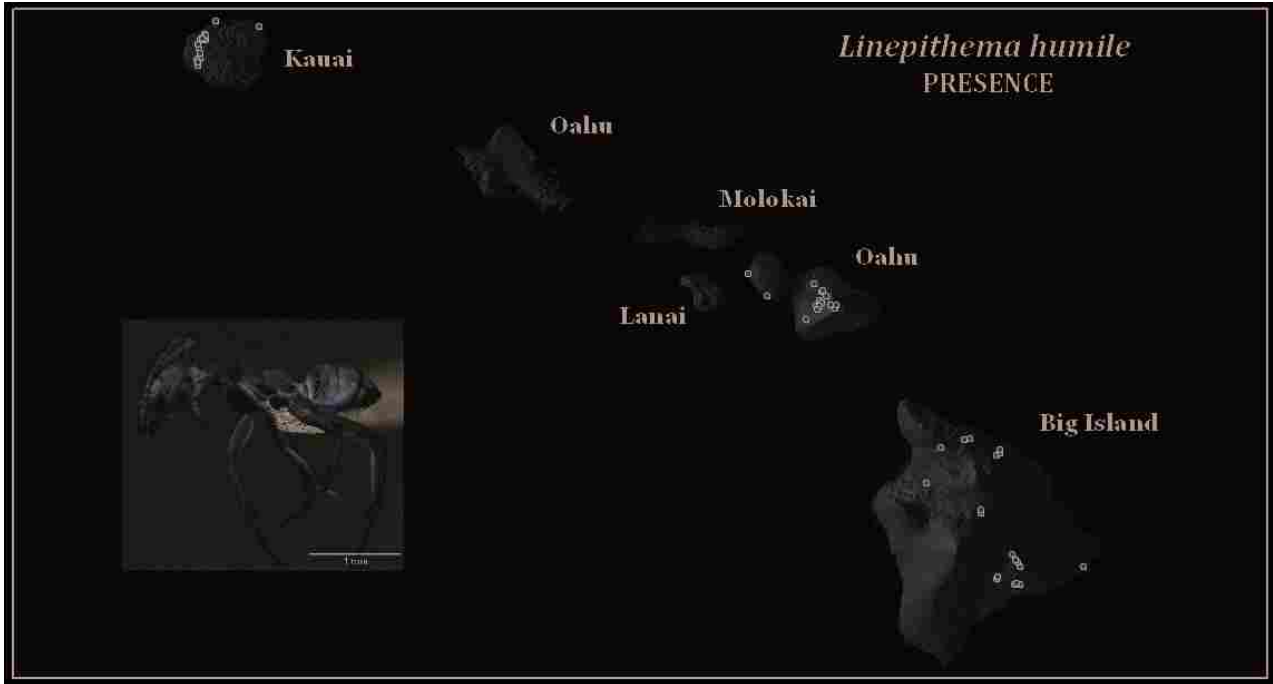 Linepithema humile
PRESENCE
Kauai
Oahu
Molokai
Oahu
Lanai
Big Island
1 mm